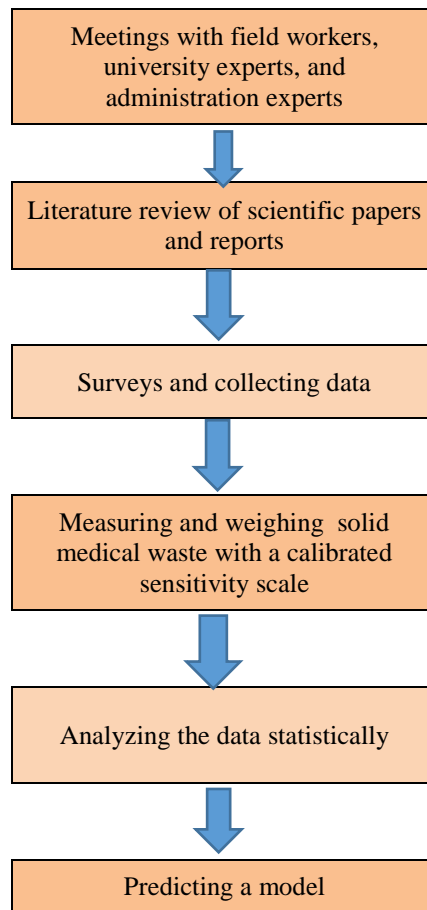 Meetings with field workers,
university experts, and
administration experts
Literature review of scientific papers
and reports
Surveys and collecting data
Measuring and weighing solid
medical waste with a calibrated
sensitivity scale
Analyzing the data statistically
Predicting a model